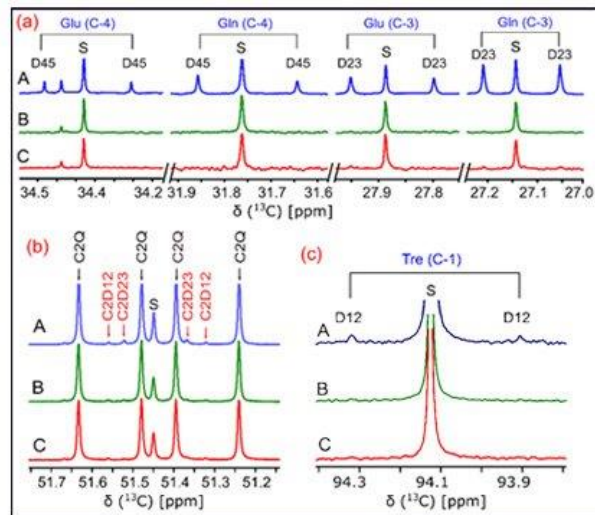 (a)
Glu (C-4) Gln (C-4) Glu (C-3) Gln (C-3)
D45 S D45 D45 S D45 D23 S D23 D23 S D23
A
B
C
34.5 34.4 34.3 34.2 31.9 31.8 31.7 31.6 27.9 27.8 27.2 27.1 27.0
δ (¹³C) [ppm]
(b)
C2Q C2D12 C2D23 C2Q S C2Q C2D23 C2D12 C2Q
A
B
C
51.7 51.6 51.5 51.4 51.3 51.2
δ (¹³C) [ppm]
(c)
Tre (C-1)
D12 S D12
A
B
C
94.3 94.1 93.9
δ (¹³C) [ppm]